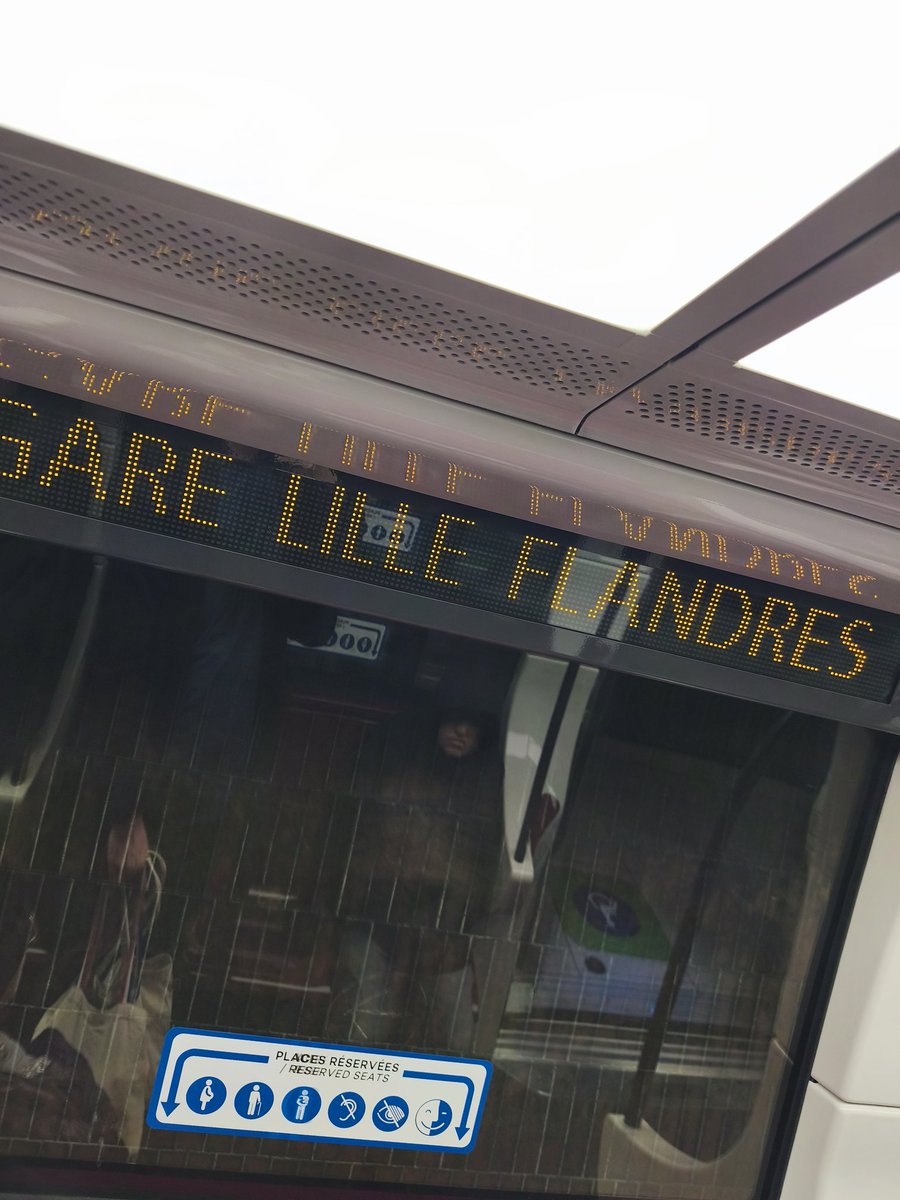 GARE LILLE FLANDRES
PLACES RÉSERVÉES
/ RESERVED SEATS